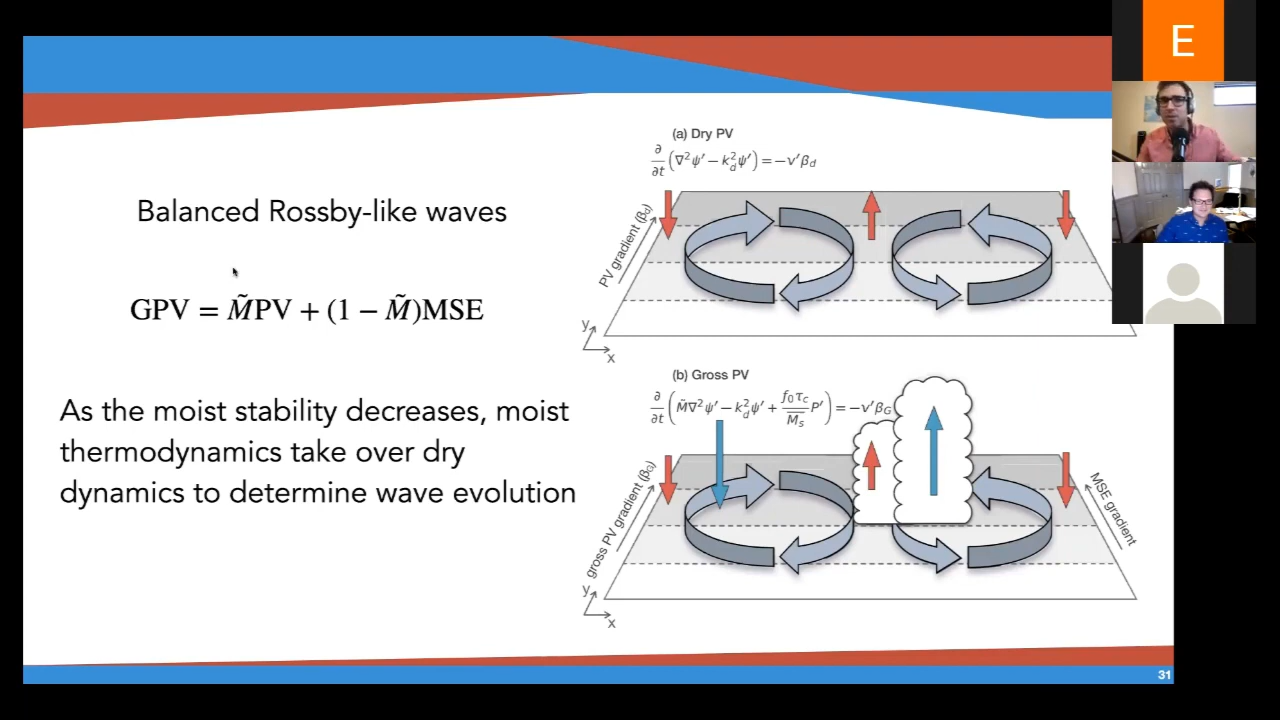 E
Balanced Rossby-like waves
GPV = M̃PV + (1 − M̃)MSE
As the moist stability decreases, moist
thermodynamics take over dry
dynamics to determine wave evolution
(a) Dry PV
∂/∂t (∇²ψ′ − k_d²ψ′) = −v′β_d
PV gradient (β_d)
y
x
(b) Gross PV
∂/∂t (M̃∇²ψ′ − k_d²ψ′ + f₀τ_c/M̄_s P′) = −v′β_G
gross PV gradient (β_G)
MSE gradient
y
x
31